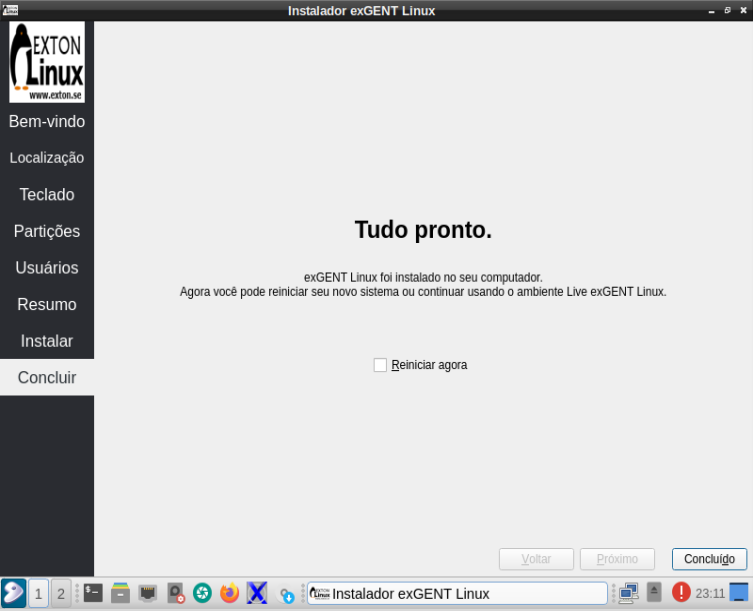 Instalador exGENT Linux
EXTON
Linux
www.exton.se
Bem-vindo
Localização
Teclado
Partições
Usuários
Resumo
Instalar
Concluir
Tudo pronto.
exGENT Linux foi instalado no seu computador.
Agora você pode reiniciar seu novo sistema ou continuar usando o ambiente Live exGENT Linux.
Reiniciar agora
Voltar
Próximo
Concluído
1
2
Instalador exGENT Linux
23:11